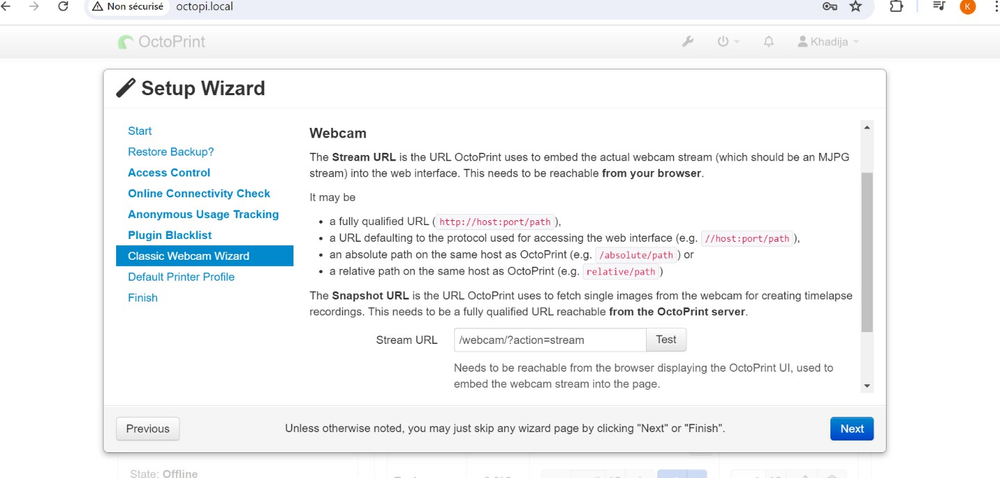 Non sécurisé octopi.local
K
OctoPrint
Khadija
Setup Wizard
Start
Restore Backup?
Access Control
Online Connectivity Check
Anonymous Usage Tracking
Plugin Blacklist
Classic Webcam Wizard
Default Printer Profile
Finish
Webcam
The Stream URL is the URL OctoPrint uses to embed the actual webcam stream (which should be an MJPG
stream) into the web interface. This needs to be reachable from your browser.
It may be
• a fully qualified URL ( http://host:port/path ),
• a URL defaulting to the protocol used for accessing the web interface (e.g. //host:port/path ),
• an absolute path on the same host as OctoPrint (e.g. /absolute/path ) or
• a relative path on the same host as OctoPrint (e.g. relative/path )
The Snapshot URL is the URL OctoPrint uses to fetch single images from the webcam for creating timelapse
recordings. This needs to be a fully qualified URL reachable from the OctoPrint server.
Stream URL /webcam/?action=stream Test
Needs to be reachable from the browser displaying the OctoPrint UI, used to
embed the webcam stream into the page.
Previous Unless otherwise noted, you may just skip any wizard page by clicking "Next" or "Finish". Next
State: Offline